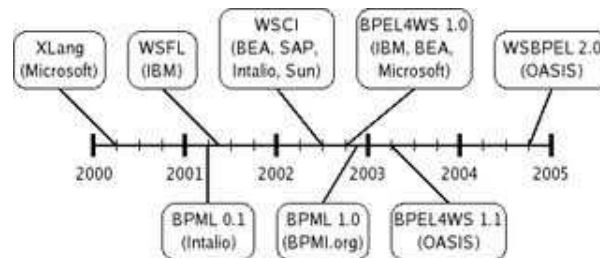 XLang
(Microsoft)
WSFL
(IBM)
WSCI
(BEA, SAP,
Intalio, Sun)
BPEL4WS 1.0
(IBM, BEA,
Microsoft)
WSBPEL 2.0
(OASIS)
2000
2001
2002
2003
2004
2005
BPML 0.1
(Intalio)
BPML 1.0
(BPMI.org)
BPEL4WS 1.1
(OASIS)